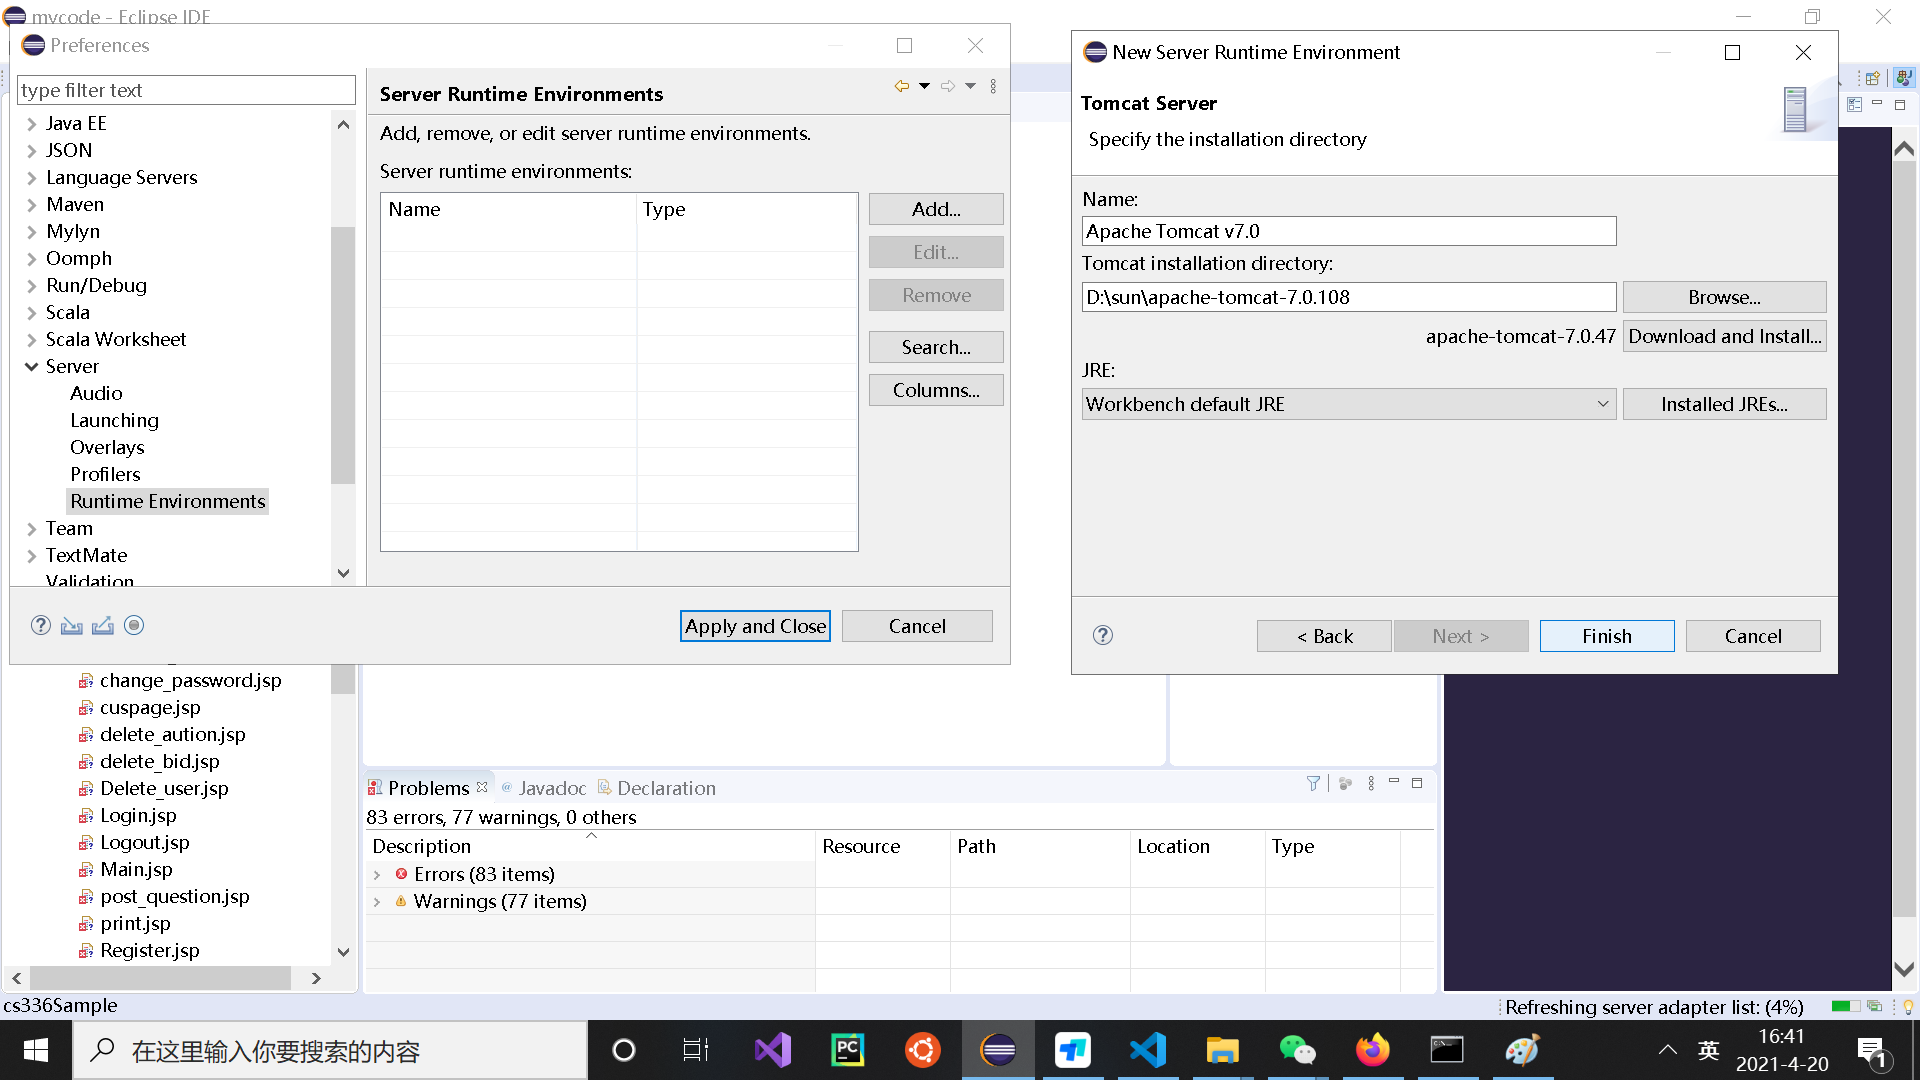 mycode - Eclipse IDE
Preferences
type filter text
Java EE
JSON
Language Servers
Maven
Mylyn
Oomph
Run/Debug
Scala
Scala Worksheet
Server
Audio
Launching
Overlays
Profilers
Runtime Environments
Team
TextMate
Validation
Server Runtime Environments
Add, remove, or edit server runtime environments.
Server runtime environments:
Name Type
Add...
Edit...
Remove
Search...
Columns...
Apply and Close Cancel
New Server Runtime Environment
Tomcat Server
Specify the installation directory
Name:
Apache Tomcat v7.0
Tomcat installation directory:
D:\sun\apache-tomcat-7.0.108 Browse...
apache-tomcat-7.0.47 Download and Install...
JRE:
Workbench default JRE Installed JREs...
< Back Next > Finish Cancel
change_password.jsp
cuspage.jsp
delete_aution.jsp
delete_bid.jsp
Delete_user.jsp
Login.jsp
Logout.jsp
Main.jsp
post_question.jsp
print.jsp
Register.jsp
Problems @ Javadoc Declaration
83 errors, 77 warnings, 0 others
Description Resource Path Location Type
Errors (83 items)
Warnings (77 items)
cs336Sample
Refreshing server adapter list: (4%)
在这里输入你要搜索的内容
PC
英
16:41
2021-4-20
1